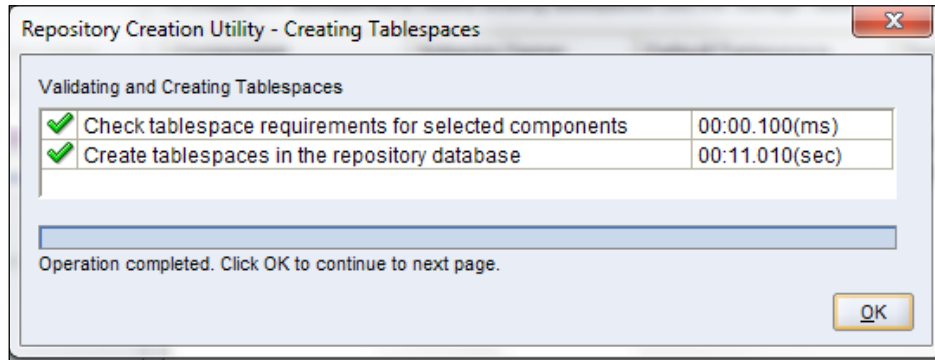 Repository Creation Utility - Creating Tablespaces
Validating and Creating Tablespaces
Check tablespace requirements for selected components 00:00.100(ms)
Create tablespaces in the repository database 00:11.010(sec)
Operation completed. Click OK to continue to next page.
OK